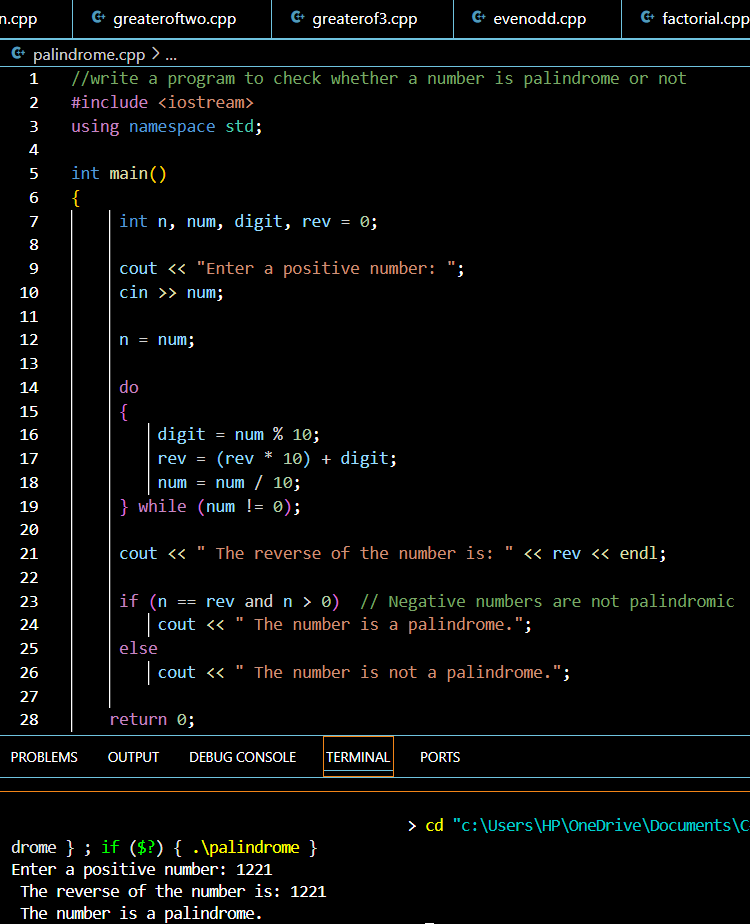 n.cpp greateroftwo.cpp greaterof3.cpp evenodd.cpp factorial.cpp
palindrome.cpp > ...
1 //write a program to check whether a number is palindrome or not
2 #include <iostream>
3 using namespace std;
4
5 int main()
6 {
7 int n, num, digit, rev = 0;
8
9 cout << "Enter a positive number: ";
10 cin >> num;
11
12 n = num;
13
14 do
15 {
16 digit = num % 10;
17 rev = (rev * 10) + digit;
18 num = num / 10;
19 } while (num != 0);
20
21 cout << " The reverse of the number is: " << rev << endl;
22
23 if (n == rev and n > 0) // Negative numbers are not palindromic
24 cout << " The number is a palindrome.";
25 else
26 cout << " The number is not a palindrome.";
27
28 return 0;
PROBLEMS OUTPUT DEBUG CONSOLE TERMINAL PORTS
> cd "c:\Users\HP\OneDrive\Documents\C
drome } ; if ($?) { .\palindrome }
Enter a positive number: 1221
The reverse of the number is: 1221
The number is a palindrome.